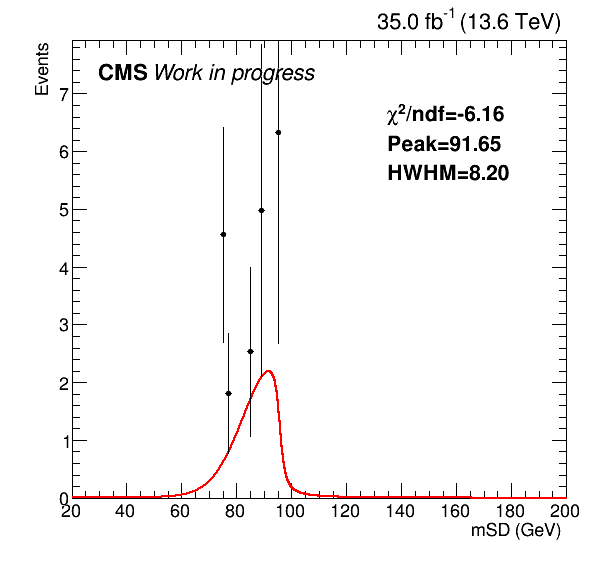 35.0 fb⁻¹ (13.6 TeV)
Events
CMS Work in progress
χ²/ndf=-6.16
Peak=91.65
HWHM=8.20
7
6
5
4
3
2
1
0
20 40 60 80 100 120 140 160 180 200
mSD (GeV)